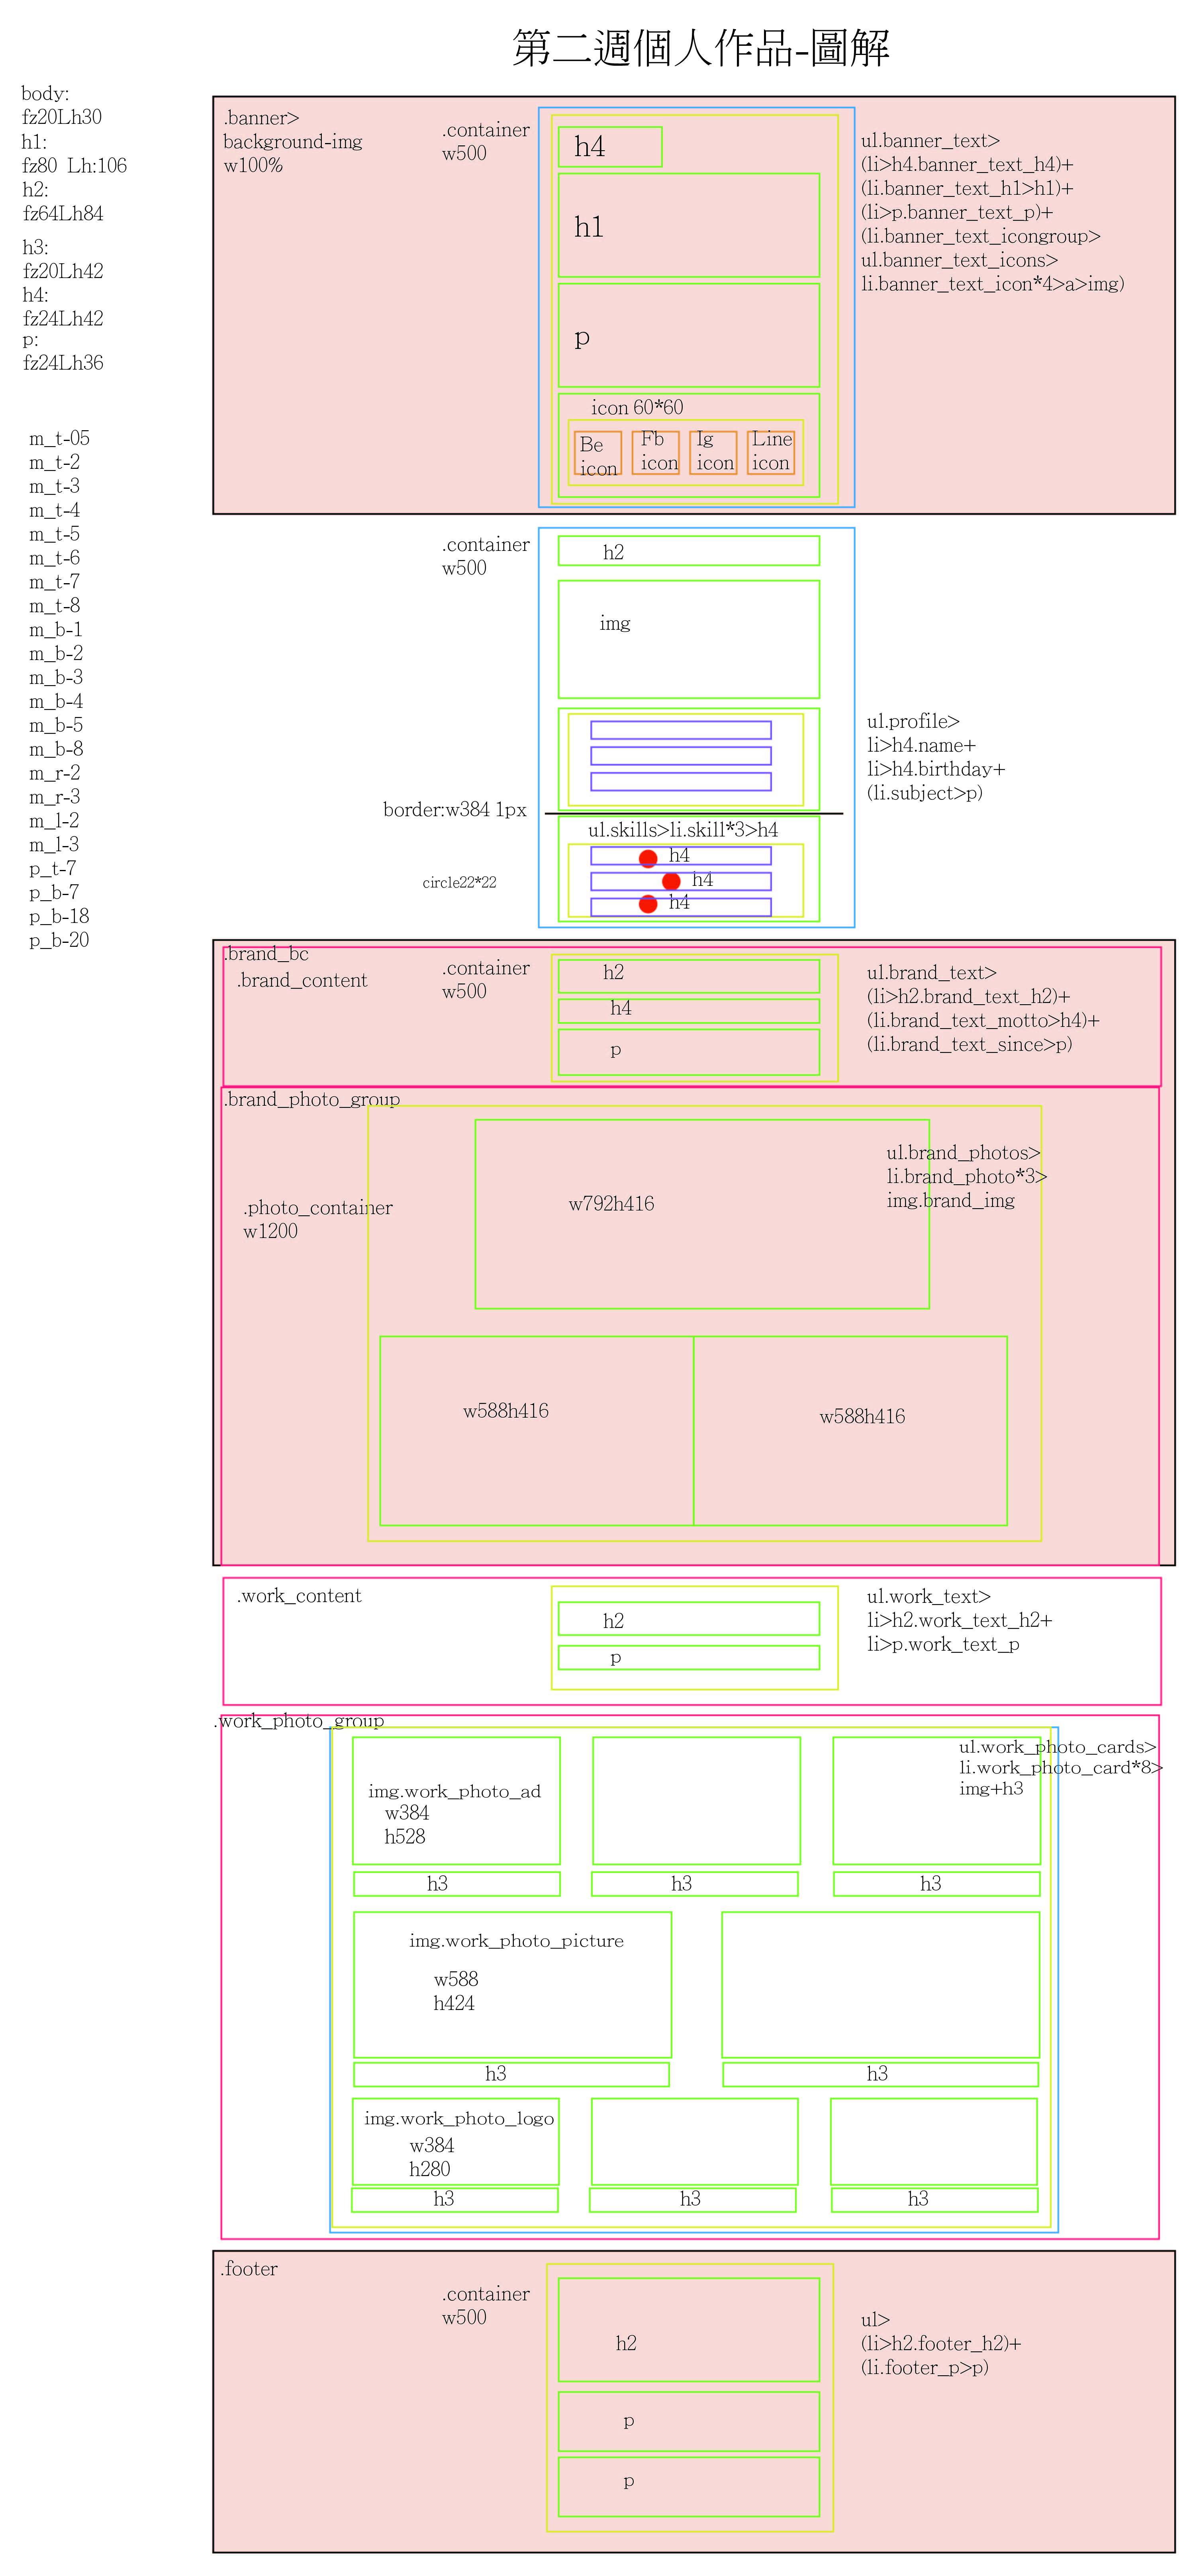 第二週個人作品-圖解
body:
fz20Lh30
h1:
fz80 Lh:106
h2:
fz64Lh84
h3:
fz20Lh42
h4:
fz24Lh42
p:
fz24Lh36
m_t-05
m_t-2
m_t-3
m_t-4
m_t-5
m_t-6
m_t-7
m_t-8
m_b-1
m_b-2
m_b-3
m_b-4
m_b-5
m_b-8
m_r-2
m_r-3
m_l-2
m_l-3
p_t-7
p_b-7
p_b-18
p_b-20
.banner>
background-img
w100%
.container
w500
h4
h1
p
icon 60*60
Be
icon
Fb
icon
Ig
icon
Line
icon
ul.banner_text>
(li>h4.banner_text_h4)+
(li.banner_text_h1>h1)+
(li>p.banner_text_p)+
(li.banner_text_icongroup>
ul.banner_text_icons>
li.banner_text_icon*4>a>img)
.container
w500
h2
img
ul.profile>
li>h4.name+
li>h4.birthday+
(li.subject>p)
border:w384 1px
ul.skills>li.skill*3>h4
circle22*22
h4
h4
h4
.brand_bc
.brand_content
.container
w500
h2
h4
p
ul.brand_text>
(li>h2.brand_text_h2)+
(li.brand_text_motto>h4)+
(li.brand_text_since>p)
.brand_photo_group
.photo_container
w1200
w792h416
ul.brand_photos>
li.brand_photo*3>
img.brand_img
w588h416
w588h416
.work_content
h2
p
ul.work_text>
li>h2.work_text_h2+
li>p.work_text_p
.work_photo_group
img.work_photo_ad
w384
h528
ul.work_photo_cards>
li.work_photo_card*8>
img+h3
h3
h3
h3
img.work_photo_picture
w588
h424
h3
h3
img.work_photo_logo
w384
h280
h3
h3
h3
.footer
.container
w500
h2
p
p
ul>
(li>h2.footer_h2)+
(li.footer_p>p)